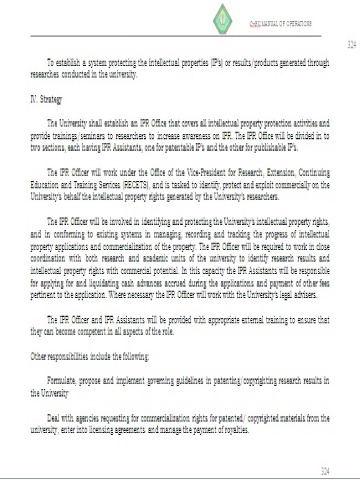 CvSU MANUAL OF OPERATIONS
324
To establish a system protecting the intellectual properties (IP's) or results/products generated through
researches conducted in the university.
IV. Strategy
The University shall establish an IPR Office that covers all intellectual property protection activities and
provide trainings/seminars to researchers to increase awareness on IPR. The IPR Office will be divided in to
two sections, each having IPR Assistants, one for patentable IP's and the other for publishable IP's.
The IPR Officer will work under the Office of the Vice-President for Research, Extension, Continuing
Education and Training Services (RECETS), and is tasked to identify, protect and exploit commercially on the
University's behalf the intellectual property rights generated by the University's researchers.
The IPR Officer will be involved in identifying and protecting the University's intellectual property rights,
and in conforming to existing systems in managing, recording and tracking the progress of intellectual
property applications and commercialization of the property. The IPR Officer will be required to work in close
coordination with both research and academic units of the university to identify research results and
intellectual property rights with commercial potential. In this capacity the IPR Assistants will be responsible
for applying for and liquidating cash advances accrued during the applications and payment of other fees
pertinent to the application. Where necessary the IPR Officer will work with the University's legal advisers.
The IPR Officer and IPR Assistants will be provided with appropriate external training to ensure that
they can become competent in all aspects of the role.
Other responsibilities include the following:
Formulate, propose and implement governing guidelines in patenting/copyrighting research results in
the University
Deal with agencies requesting for commercialization rights for patented/ copyrighted materials from the
university, enter into licensing agreements and manage the payment of royalties.
324